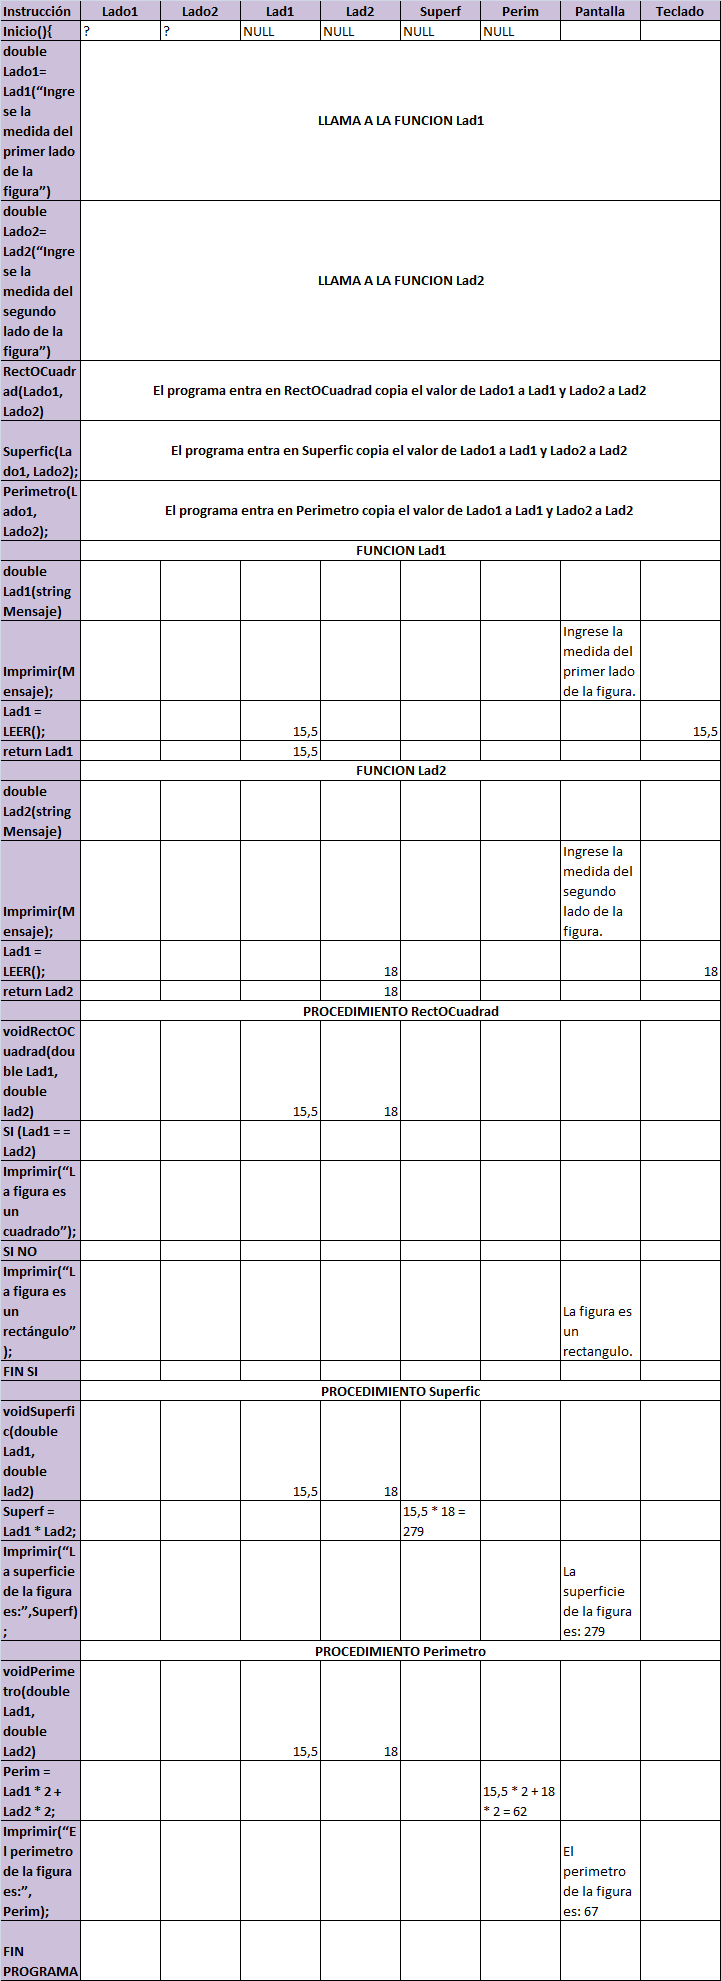 Instrucción Lado1 Lado2 Lad1 Lad2 Superf Perim Pantalla Teclado
Inicio(){ ? ? NULL NULL NULL NULL
double
Lado1=
Lad1(“Ingre
se la
medida del
primer lado
de la
figura”)
LLAMA A LA FUNCION Lad1
double
Lado2=
Lad2(“Ingre
se la
medida del
segundo
lado de la
figura”)
LLAMA A LA FUNCION Lad2
RectOCuad
rad(Lado1,
Lado2)
El programa entra en RectOCuadrad copia el valor de Lado1 a Lad1 y Lado2 a Lad2
Superfic(La
do1, Lado2);
El programa entra en Superfic copia el valor de Lado1 a Lad1 y Lado2 a Lad2
Perimetro(L
ado1,
Lado2);
El programa entra en Perimetro copia el valor de Lado1 a Lad1 y Lado2 a Lad2
FUNCION Lad1
double
Lad1(string
Mensaje)
Imprimir(M
ensaje);
Ingrese la
medida del
primer lado
de la figura.
Lad1 =
LEER();
15,5 15,5
return Lad1 15,5
FUNCION Lad2
double
Lad2(string
Mensaje)
Imprimir(M
ensaje);
Ingrese la
medida del
segundo
lado de la
figura.
Lad1 =
LEER();
18 18
return Lad2 18
PROCEDIMIENTO RectOCuadrad
voidRectOC
uadrad(dou
ble Lad1,
double
lad2)
15,5 18
SI (Lad1 = =
Lad2)
Imprimir(“L
a figura es
un
cuadrado”);
SI NO
Imprimir(“L
a figura es
un
rectángulo”
);
La figura es
un
rectangulo.
FIN SI
PROCEDIMIENTO Superfic
voidSuperfi
c(double
Lad1,
double
lad2)
15,5 18
Superf =
Lad1 * Lad2;
15,5 * 18 =
279
Imprimir(“L
a superficie
de la figura
es:”,Superf)
;
La
superficie
de la figura
es: 279
PROCEDIMIENTO Perimetro
voidPerime
tro(double
Lad1,
double
Lad2)
15,5 18
Perim =
Lad1 * 2 +
Lad2 * 2;
15,5 * 2 + 18
* 2 = 62
Imprimir(“E
l perimetro
de la figura
es:”,
Perim);
El
perimetro
de la figura
es: 67
FIN
PROGRAMA